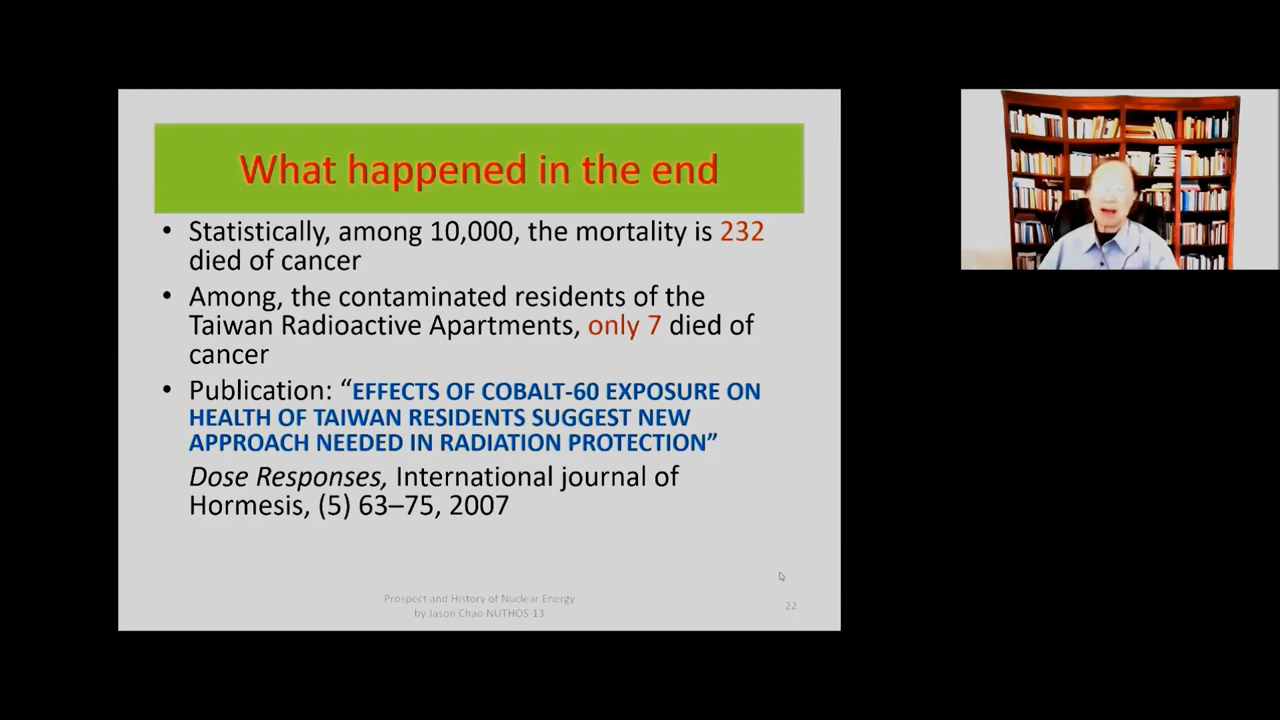 What happened in the end
• Statistically, among 10,000, the mortality is 232
died of cancer
• Among, the contaminated residents of the
Taiwan Radioactive Apartments, only 7 died of
cancer
• Publication: “EFFECTS OF COBALT-60 EXPOSURE ON
HEALTH OF TAIWAN RESIDENTS SUGGEST NEW
APPROACH NEEDED IN RADIATION PROTECTION”
Dose Responses, International journal of
Hormesis, (5) 63–75, 2007
Prospect and History of Nuclear Energy
by Jason Chao NUTHOS-13
22